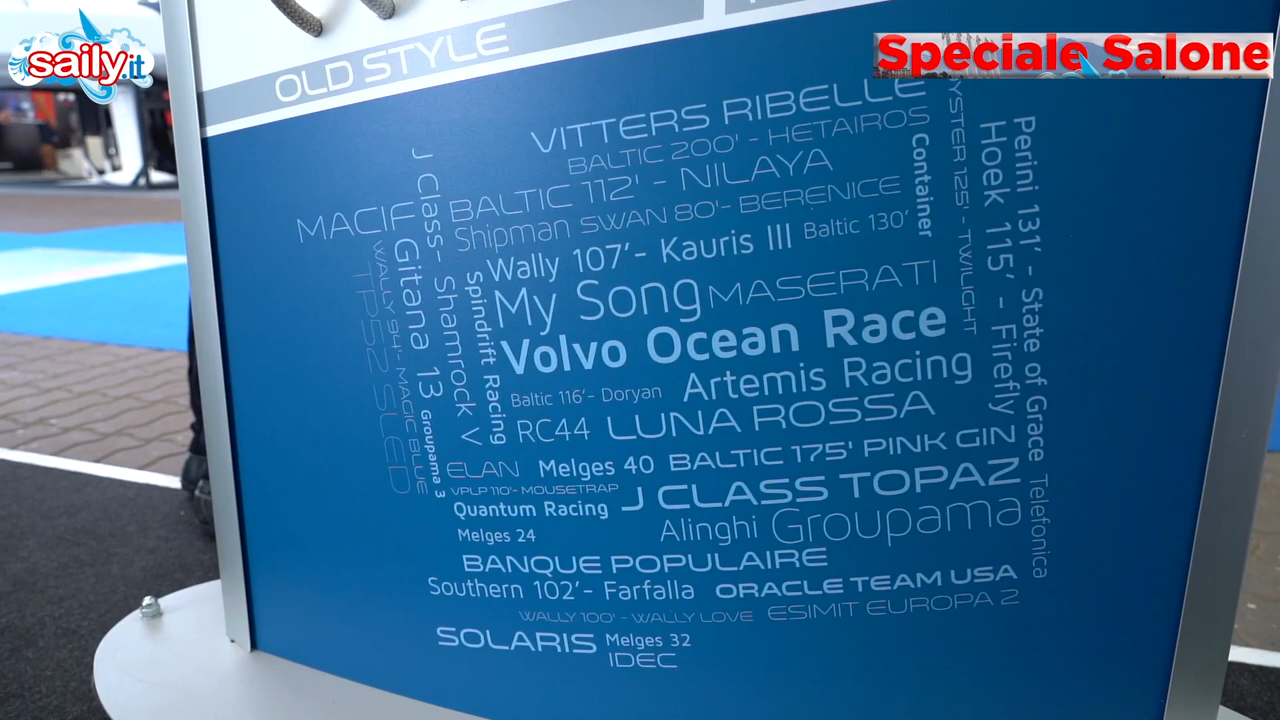 saily.it
Speciale Salone
OLD STYLE
VITTERS RIBELLE
BALTIC 200' - HETAIROS
BALTIC 112' - NILAYA
MACIF
Shipman
SWAN 80'- BERENICE
Wally 107'- Kauris III
Baltic 130'
My Song
MASERATI
Volvo Ocean Race
Baltic 116'- Doryan
Artemis Racing
RC44
LUNA ROSSA
ELAN
Melges 40
BALTIC 175' PINK GIN
VPLP 110'- MOUSETRAP
J CLASS TOPAZ
Quantum Racing
Alinghi
Groupama
Melges 24
BANQUE POPULAIRE
Southern 102'- Farfalla
ORACLE TEAM USA
WALLY 100' - WALLY LOVE
ESIMIT EUROPA 2
SOLARIS
Melges 32
IDEC
TP52 SLED
WALLY 94'- MAGIC BLUE
Gitana 13
Groupama 3
J Class- Shamrock V
Spindrift Racing
Container
125'- TWILIGHT
Hoek 115' - Firefly
Perini 131'- State of Grace
Telefonica